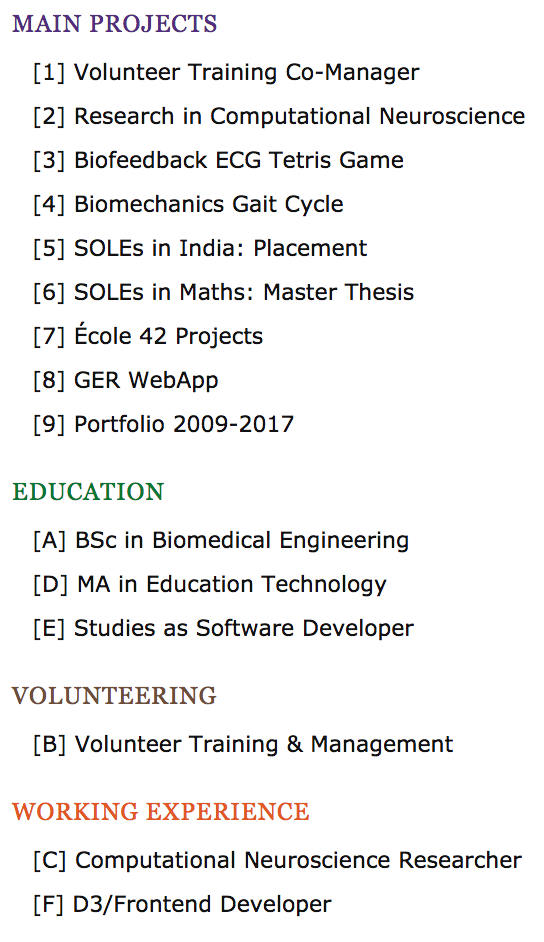 MAIN PROJECTS
[1] Volunteer Training Co-Manager
[2] Research in Computational Neuroscience
[3] Biofeedback ECG Tetris Game
[4] Biomechanics Gait Cycle
[5] SOLEs in India: Placement
[6] SOLEs in Maths: Master Thesis
[7] École 42 Projects
[8] GER WebApp
[9] Portfolio 2009-2017
EDUCATION
[A] BSc in Biomedical Engineering
[D] MA in Education Technology
[E] Studies as Software Developer
VOLUNTEERING
[B] Volunteer Training & Management
WORKING EXPERIENCE
[C] Computational Neuroscience Researcher
[F] D3/Frontend Developer